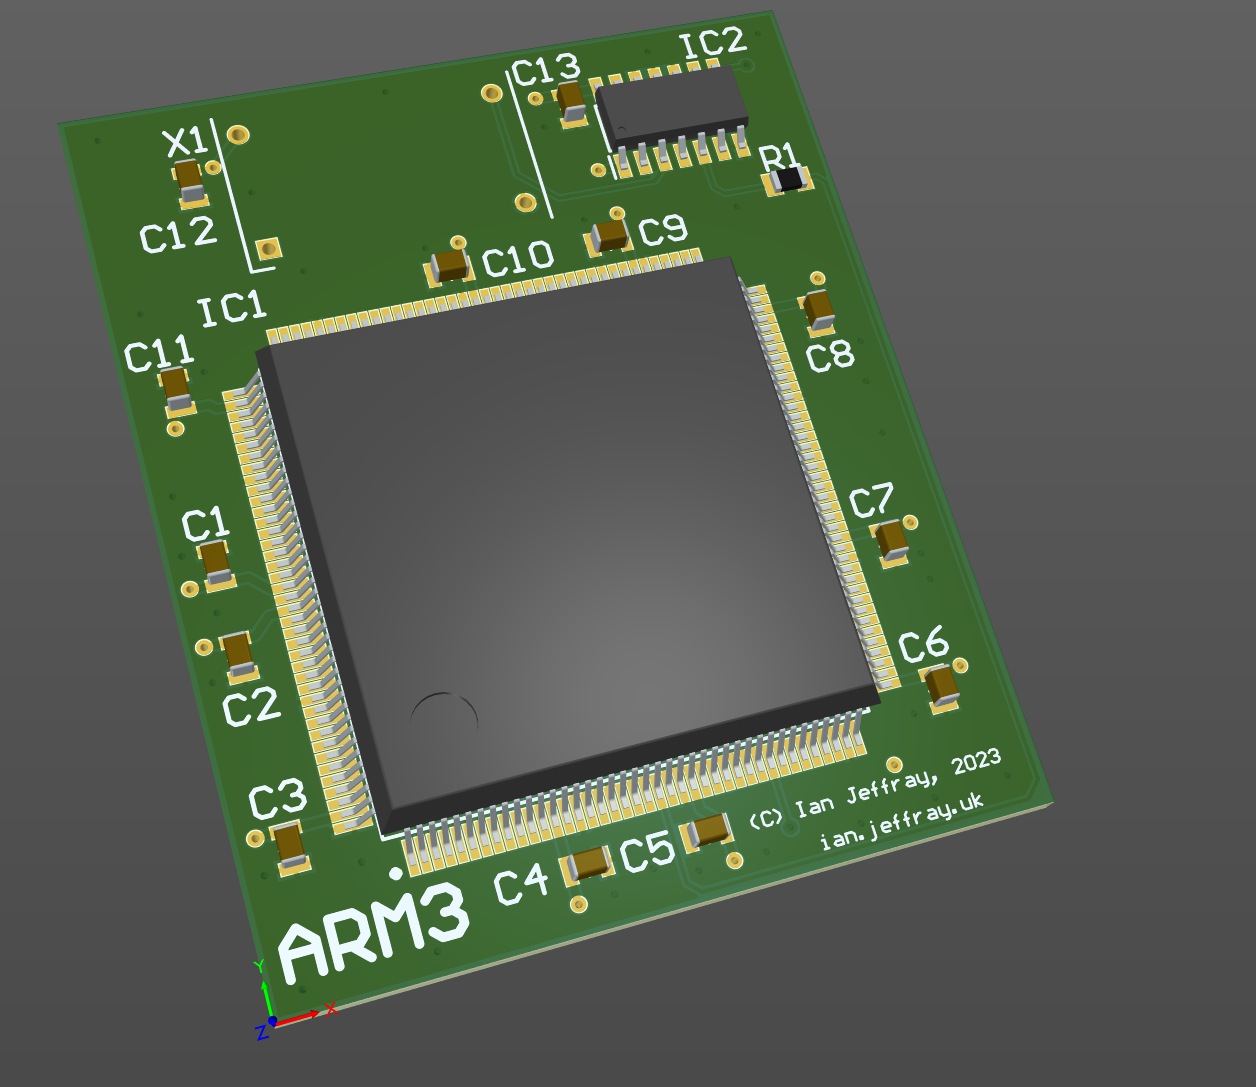 IC2
C13
X1
R1
C12
C9
C10
IC1
C11
C8
C7
C1
C6
C2
C3
(C) Ian Jeffray, 2023
ian.jeffray.uk
C5
C4
ARM3
Y
X
Z